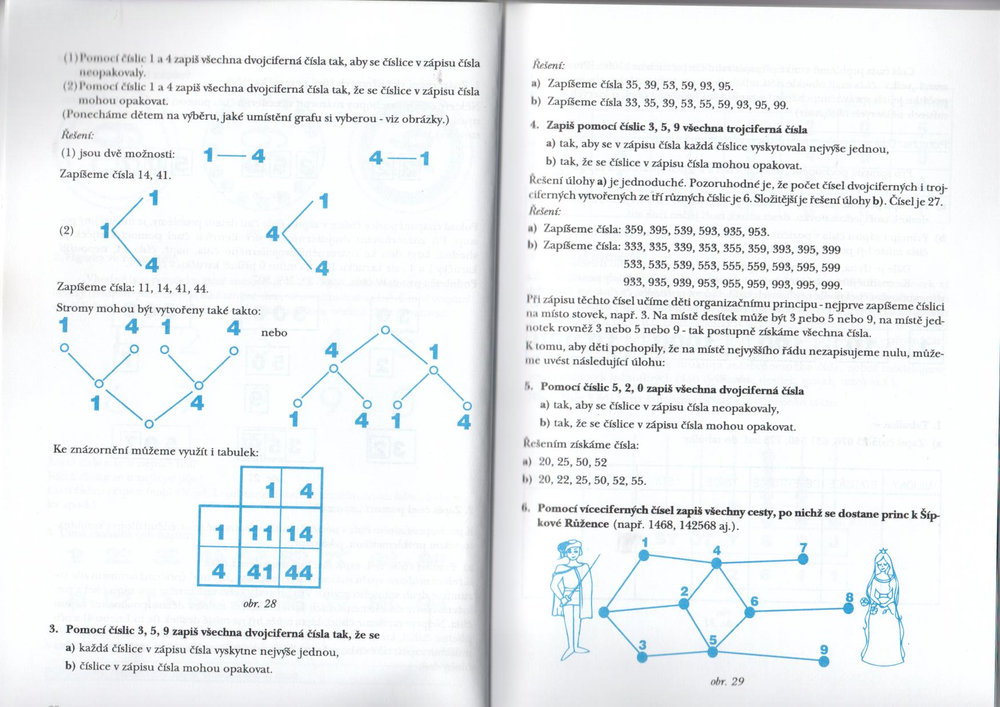 (1) Pomocí číslic 1 a 4 zapiš všechna dvojciferná čísla tak, aby se číslice v zápisu čísla
neopakovaly.
(2) Pomocí číslic 1 a 4 zapiš všechna dvojciferná čísla tak, že se číslice v zápisu čísla
mohou opakovat.
(Ponecháme dětem na výběru, jaké umístění grafu si vyberou - viz obrázky.)
Řešení:
(1) jsou dvě možnosti: 1 — 4 4 — 1
Zapíšeme čísla 14, 41.
1 1
(2) 1 4
4 4
Zapíšeme čísla: 11, 14, 41, 44.
Stromy mohou být vytvořeny také takto:
1 4 1 4 nebo
4 1
1 4
1 4 1 4
Ke znázornění můžeme využít i tabulek:
1 4
1 11 14
4 41 44
obr. 28
3. Pomocí číslic 3, 5, 9 zapiš všechna dvojciferná čísla tak, že se
a) každá číslice v zápisu čísla vyskytne nejvýše jednou,
b) číslice v zápisu čísla mohou opakovat.
Řešení:
a) Zapíšeme čísla 35, 39, 53, 59, 93, 95.
b) Zapíšeme čísla 33, 35, 39, 53, 55, 59, 93, 95, 99.
4. Zapiš pomocí číslic 3, 5, 9 všechna trojciferná čísla
a) tak, aby se v zápisu čísla každá číslice vyskytovala nejvýše jednou,
b) tak, že se číslice v zápisu čísla mohou opakovat.
Řešení úlohy a) je jednoduché. Pozoruhodné je, že počet čísel dvojciferných i troj-
ciferných vytvořených ze tří různých číslic je 6. Složitější je řešení úlohy b). Čísel je 27.
Řešení:
a) Zapíšeme čísla: 359, 395, 539, 593, 935, 953.
b) Zapíšeme čísla: 333, 335, 339, 353, 355, 359, 393, 395, 399
533, 535, 539, 553, 555, 559, 593, 595, 599
933, 935, 939, 953, 955, 959, 993, 995, 999.
Při zápisu těchto čísel učíme děti organizačnímu principu - nejprve zapíšeme číslici
na místo stovek, např. 3. Na místě desítek může být 3 nebo 5 nebo 9, na místě jed-
notek rovněž 3 nebo 5 nebo 9 - tak postupně získáme všechna čísla.
K tomu, aby děti pochopily, že na místě nejvyššího řádu nezapisujeme nulu, může-
me uvést následující úlohu:
5. Pomocí číslic 5, 2, 0 zapiš všechna dvojciferná čísla
a) tak, aby se číslice v zápisu čísla neopakovaly,
b) tak, že se číslice v zápisu čísla mohou opakovat.
Řešením získáme čísla:
a) 20, 25, 50, 52
b) 20, 22, 25, 50, 52, 55.
6. Pomocí víceciferných čísel zapiš všechny cesty, po nichž se dostane princ k Šíp-
kové Růžence (např. 1468, 142568 aj.).
1 4 7
2 6 8
3 5 9
obr. 29